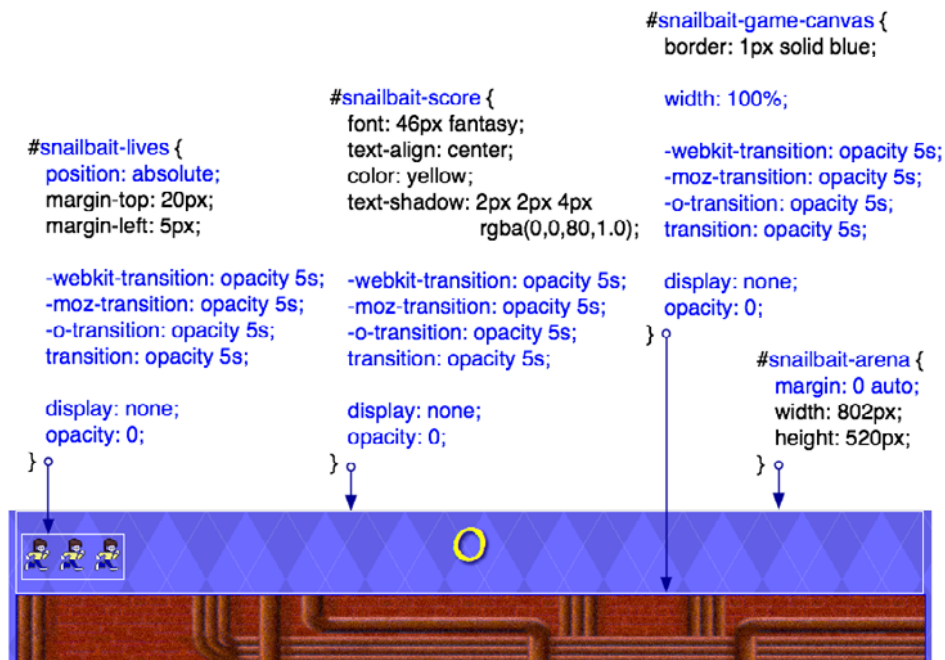 #snailbait-lives {
position: absolute;
margin-top: 20px;
margin-left: 5px;
-webkit-transition: opacity 5s;
-moz-transition: opacity 5s;
-o-transition: opacity 5s;
transition: opacity 5s;
display: none;
opacity: 0;
}
#snailbait-score {
font: 46px fantasy;
text-align: center;
color: yellow;
text-shadow: 2px 2px 4px
rgba(0,0,80,1.0);
-webkit-transition: opacity 5s;
-moz-transition: opacity 5s;
-o-transition: opacity 5s;
transition: opacity 5s;
display: none;
opacity: 0;
}
#snailbait-game-canvas {
border: 1px solid blue;
width: 100%;
-webkit-transition: opacity 5s;
-moz-transition: opacity 5s;
-o-transition: opacity 5s;
transition: opacity 5s;
display: none;
opacity: 0;
}
#snailbait-arena {
margin: 0 auto;
width: 802px;
height: 520px;
}
0